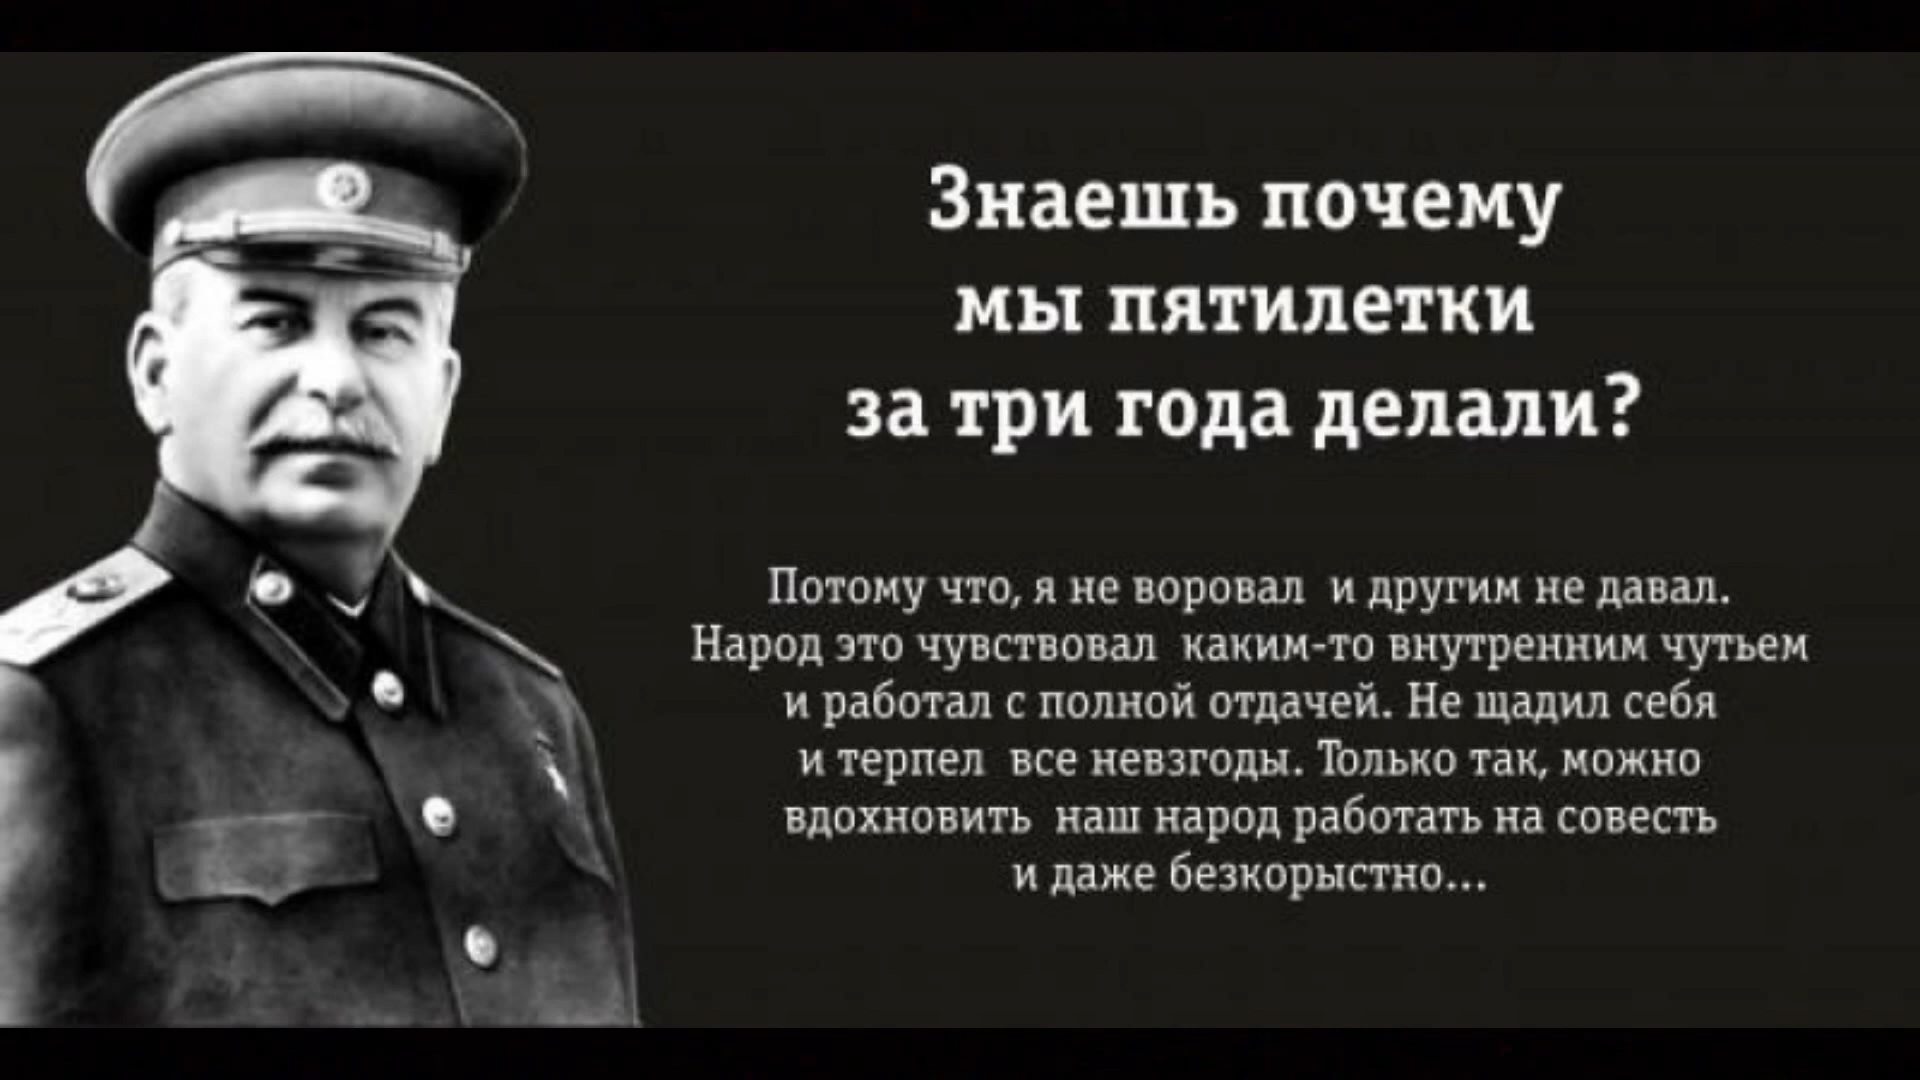 Знаешь почему
мы пятилетки
за три года делали?
Потому что, я не воровал и другим не давал.
Народ это чувствовал каким-то внутренним чутьем
и работал с полной отдачей. Не щадил себя
и терпел все невзгоды. Только так, можно
вдохновить наш народ работать на совесть
и даже безкорыстно...